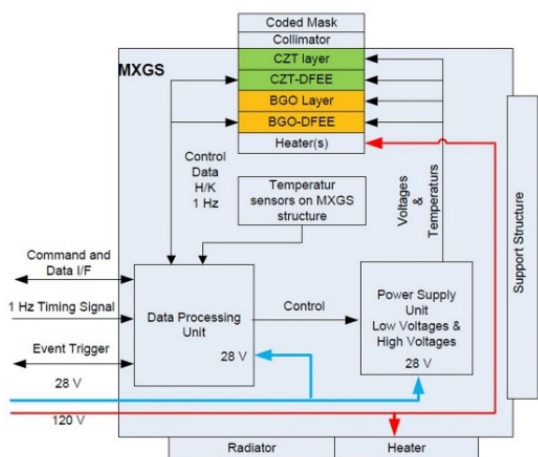 Coded Mask
Collimator
MXGS
CZT layer
CZT-DFEE
BGO Layer
BGO-DFEE
Heater(s)
Control
Data
H/K
1 Hz
Temperatur
sensors on MXGS
structure
Voltages
&
Temperaturs
Support Structure
Command and
Data I/F
1 Hz Timing Signal
Event Trigger
28 V
120 V
Data Processing
Unit
28 V
Control
Power Supply
Unit
Low Voltages &
High Voltages
28 V
Radiator
Heater